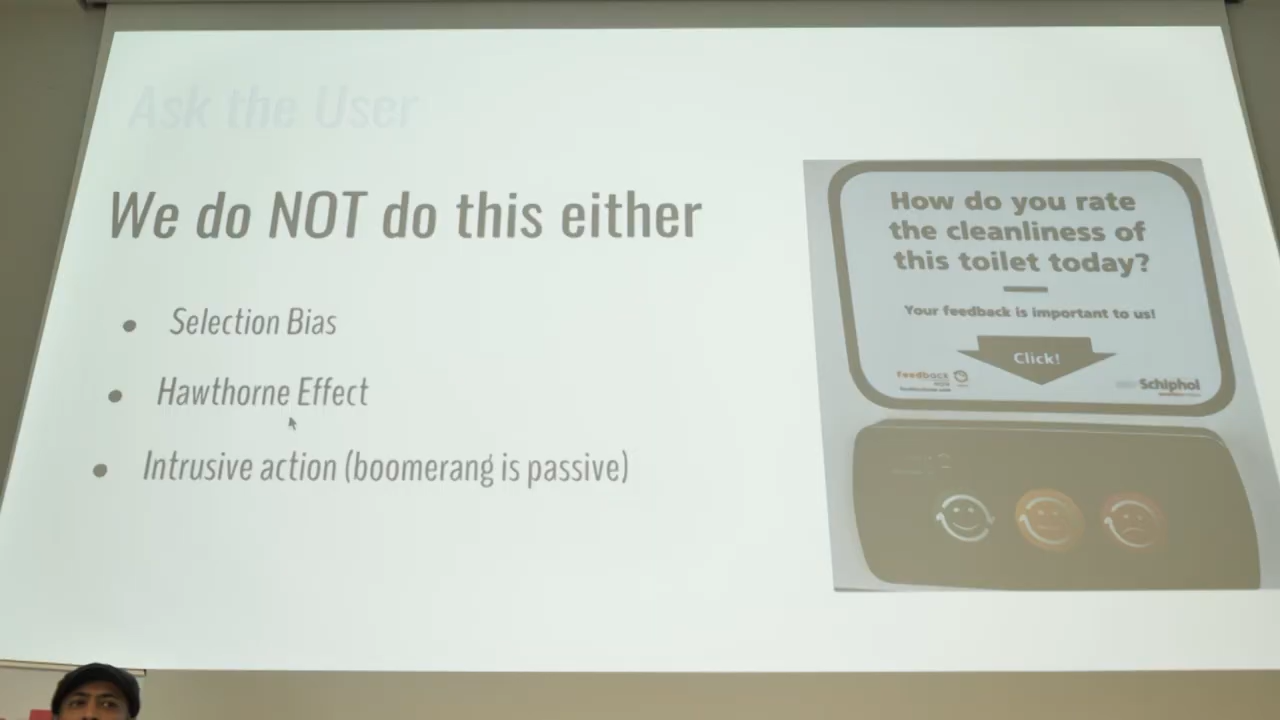 Ask the User
We do NOT do this either
Selection Bias
Hawthorne Effect
Intrusive action (boomerang is passive)
How do you rate
the cleanliness of
this toilet today?
Your feedback is important to us!
Click!
feedback
Schiphol